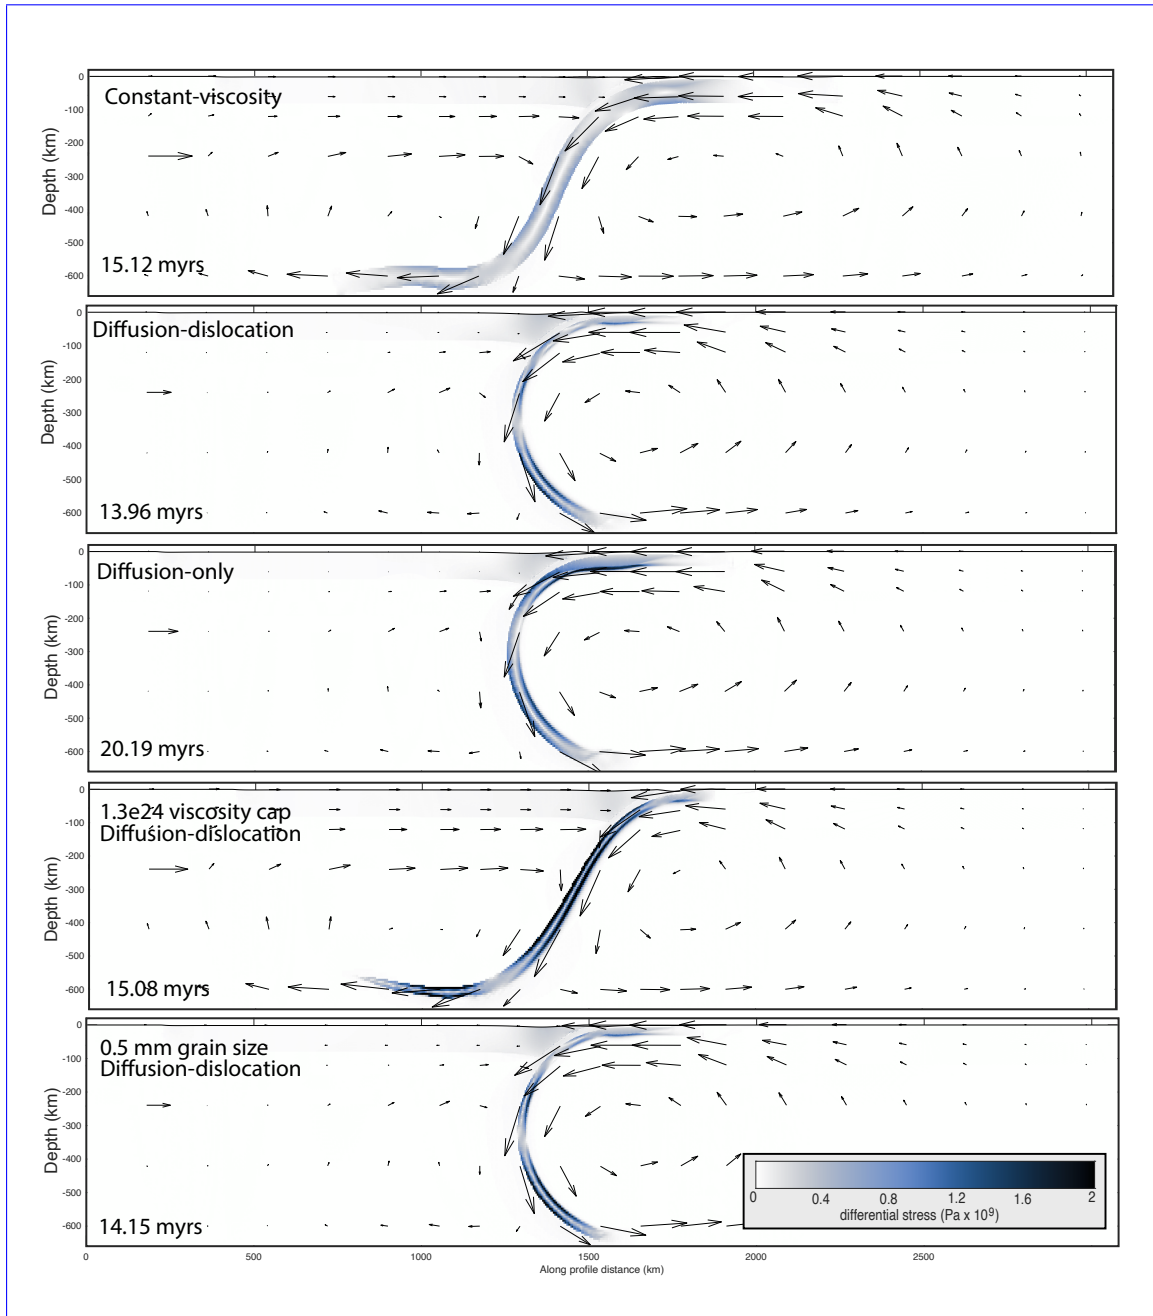 0
-100
-200
-300
-400
-500
-600
Depth (km)
Constant-viscosity
15.12 myrs
0
-100
-200
-300
-400
-500
-600
Depth (km)
Diffusion-dislocation
13.96 myrs
0
-100
-200
-300
-400
-500
-600
Depth (km)
Diffusion-only
20.19 myrs
0
-100
-200
-300
-400
-500
-600
Depth (km)
1.3e24 viscosity cap
Diffusion-dislocation
15.08 myrs
0
-100
-200
-300
-400
-500
-600
Depth (km)
0.5 mm grain size
Diffusion-dislocation
14.15 myrs
0 0.4 0.8 1.2 1.6 2
differential stress (Pa x 10⁹)
0 500 1000 1500 2000 2500
Along profile distance (km)